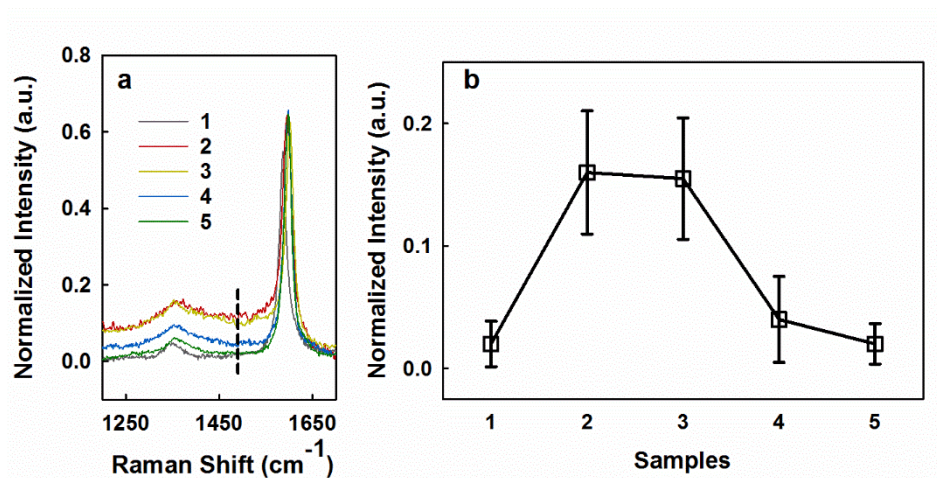 a
1
2
3
4
5
0.8
0.6
0.4
0.2
0.0
1250 1450 1650
Raman Shift (cm-1)
Normalized Intensity (a.u.)
b
0.2
0.1
0.0
1 2 3 4 5
Samples
Normalized Intensity (a.u.)